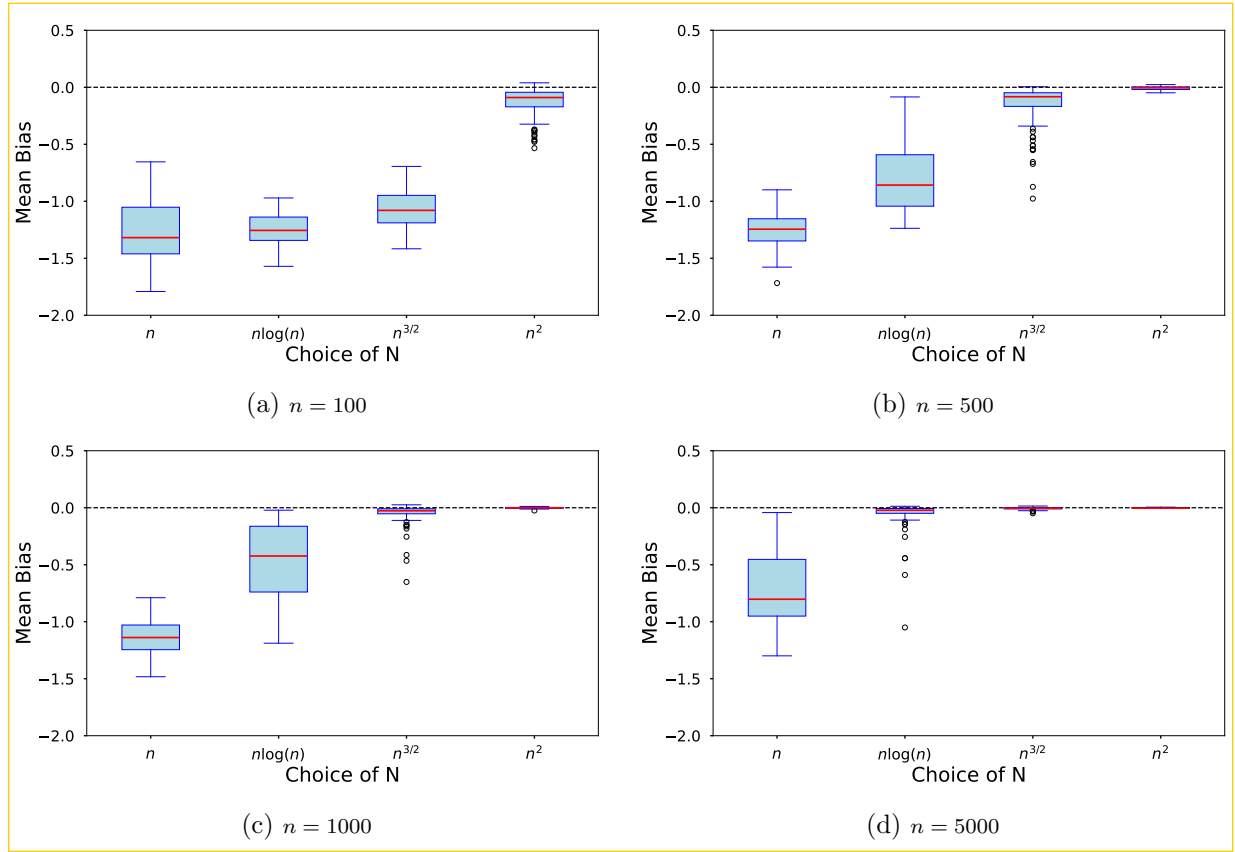 0.5
0.0
−0.5
−1.0
−1.5
−2.0
Mean Bias
n
nlog(n)
n^{3/2}
n^2
Choice of N
(a) n = 100
0.5
0.0
−0.5
−1.0
−1.5
−2.0
Mean Bias
n
nlog(n)
n^{3/2}
n^2
Choice of N
(b) n = 500
0.5
0.0
−0.5
−1.0
−1.5
−2.0
Mean Bias
n
nlog(n)
n^{3/2}
n^2
Choice of N
(c) n = 1000
0.5
0.0
−0.5
−1.0
−1.5
−2.0
Mean Bias
n
nlog(n)
n^{3/2}
n^2
Choice of N
(d) n = 5000